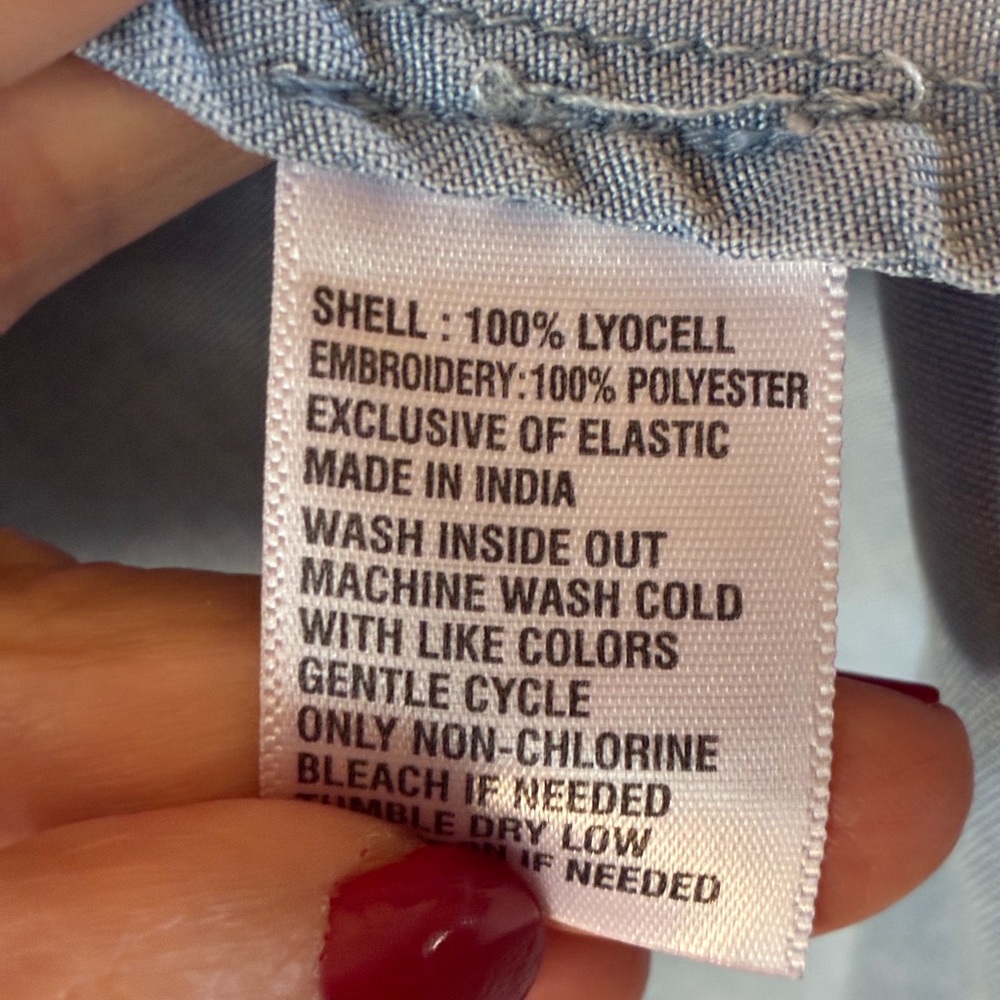 SHELL : 100% LYOCELL
EMBROIDERY:100% POLYESTER
EXCLUSIVE OF ELASTIC
MADE IN INDIA
WASH INSIDE OUT
MACHINE WASH COLD
WITH LIKE COLORS
GENTLE CYCLE
ONLY NON-CHLORINE
BLEACH IF NEEDED
TUMBLE DRY LOW
IF NEEDED